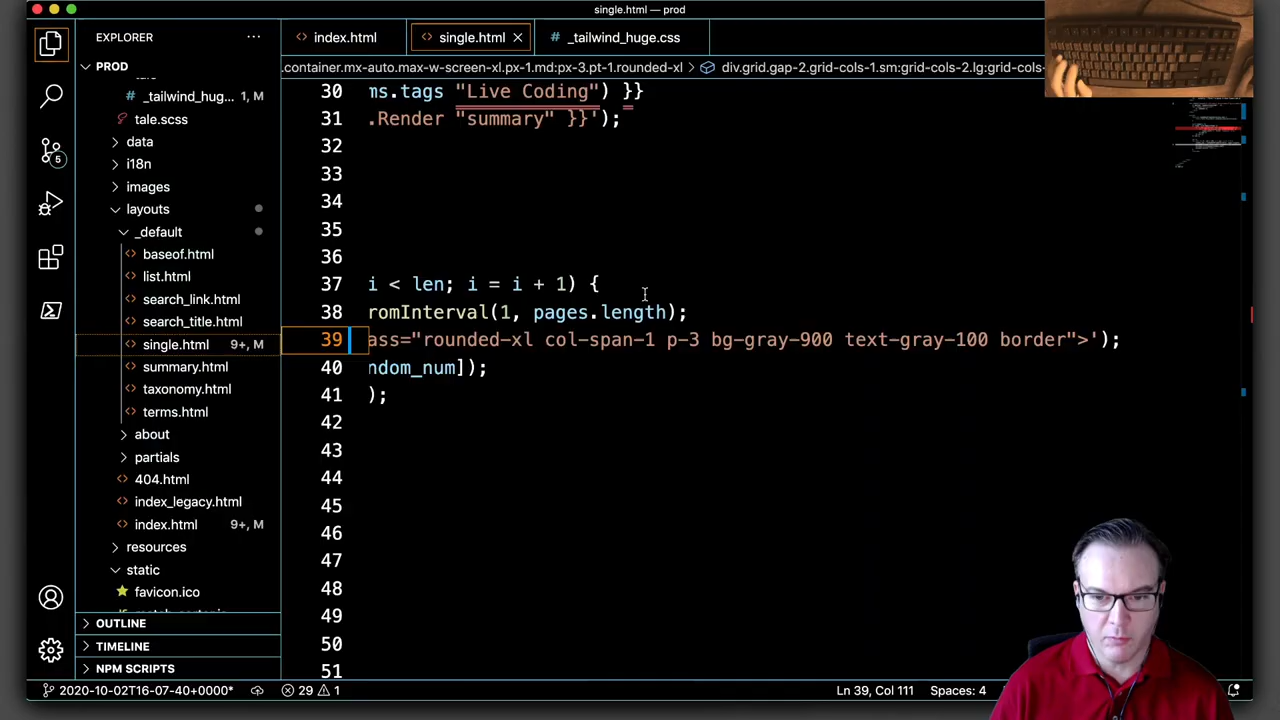 single.html — prod
EXPLORER
index.html
single.html
# _tailwind_huge.css
PROD
.container.mx-auto.max-w-screen-xl.px-1.md:px-3.pt-1.rounded-xl
div.grid.gap-2.grid-cols-1.sm:grid-cols-2.lg:grid-cols-
# _tailwind_hug... 1, M
tale.scss
data
i18n
images
layouts
_default
baseof.html
list.html
search_link.html
search_title.html
single.html 9+, M
summary.html
taxonomy.html
terms.html
about
partials
404.html
index_legacy.html
index.html 9+, M
resources
static
favicon.ico
OUTLINE
TIMELINE
NPM SCRIPTS
30 ms.tags "Live Coding") }}
31 .Render "summary" }}');
32
33
34
35
36
37 i < len; i = i + 1) {
38 romInterval(1, pages.length);
39 ass="rounded-xl col-span-1 p-3 bg-gray-900 text-gray-100 border">');
40 ndom_num]);
41 );
42
43
44
45
46
47
48
49
50
51
5
2020-10-02T16-07-40+0000*
29
1
Ln 39, Col 111
Spaces: 4